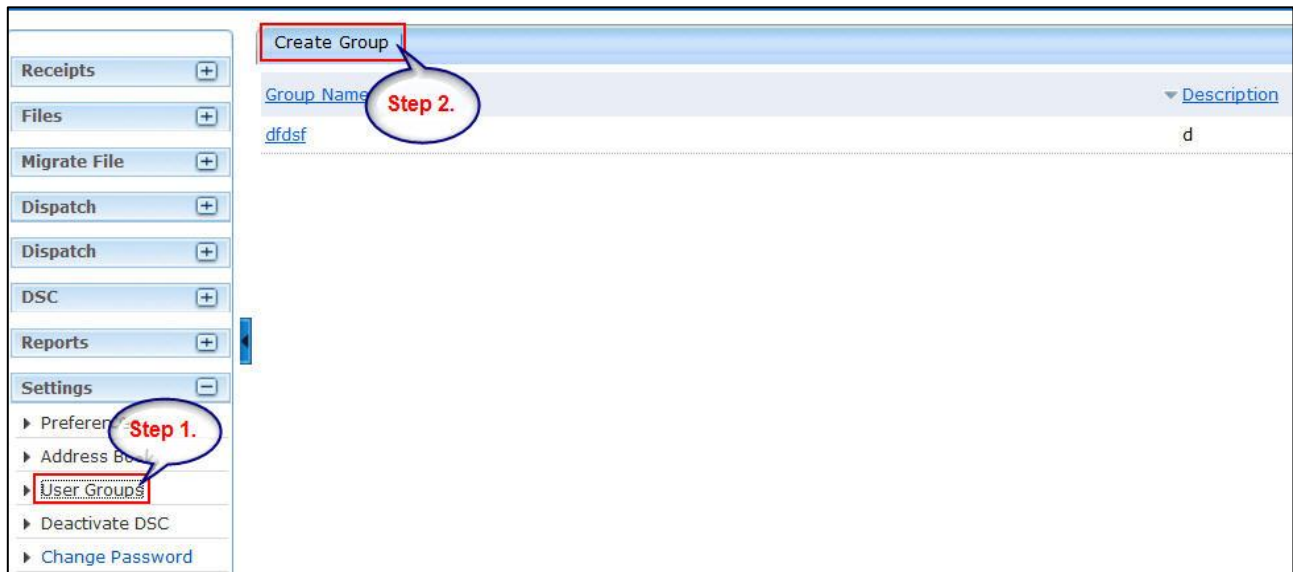 Create Group
Receipts
Group Name
Step 2.
Description
Files
dfdsf
d
Migrate File
Dispatch
Dispatch
DSC
Reports
Settings
Step 1.
Address
User Groups
Deactivate DSC
Change Password